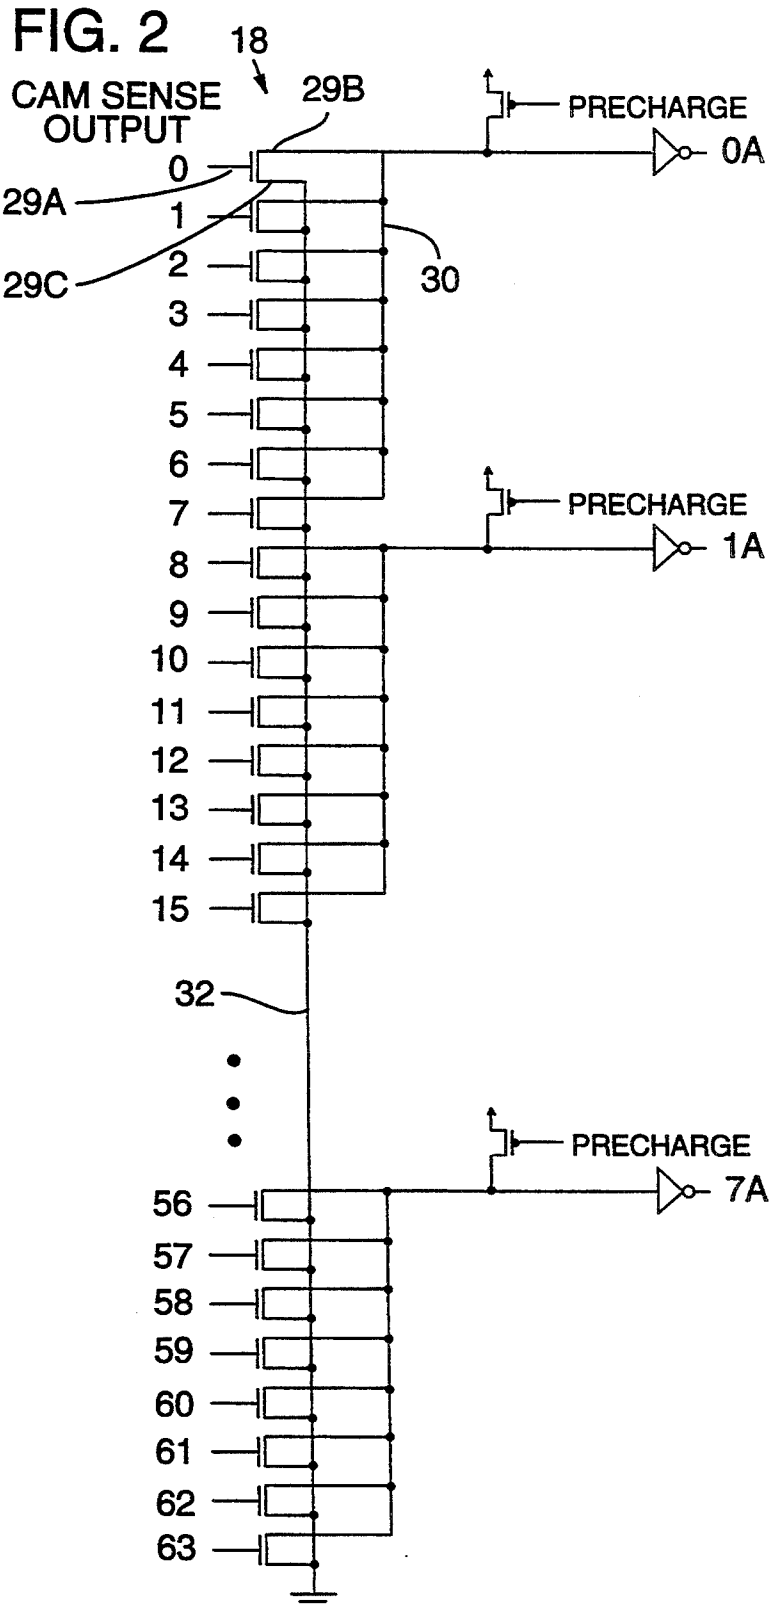 FIG. 2
18
CAM SENSE
OUTPUT
29B
PRECHARGE
0A
0
29A
1
2
29C
30
3
4
5
6
PRECHARGE
7
1A
8
9
10
11
12
13
14
15
32
PRECHARGE
7A
56
57
58
59
60
61
62
63